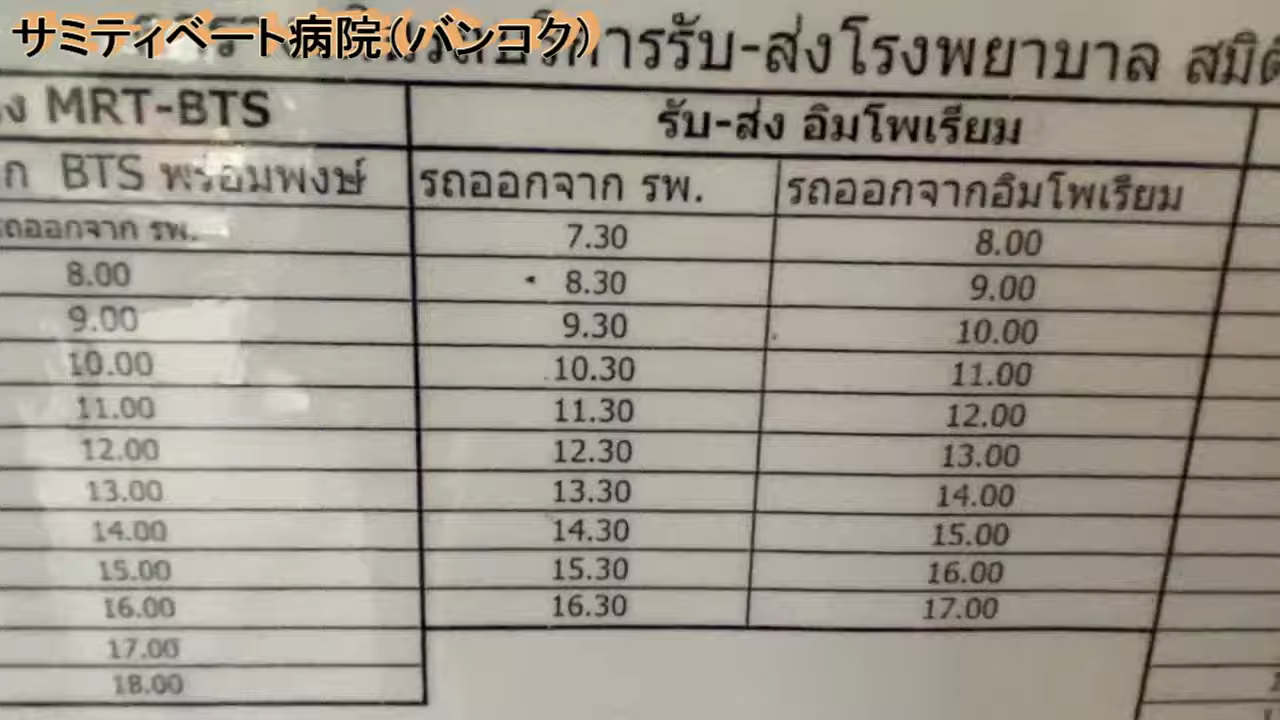 サミティベート病院(バンコク)
การรับ-ส่งโรงพยาบาล
MRT-BTS
รับ-ส่ง อิมโพเรียม
BTS พร้อมพงษ์
รถออกจาก รพ.
รถออกจากอิมโพเรียม
รถออกจาก รพ.
7.30 8.00
8.00 8.30 9.00
9.00 9.30 10.00
10.00 10.30 11.00
11.00 11.30 12.00
12.00 12.30 13.00
13.00 13.30 14.00
14.00 14.30 15.00
15.00 15.30 16.00
16.00 16.30 17.00
17.00
18.00